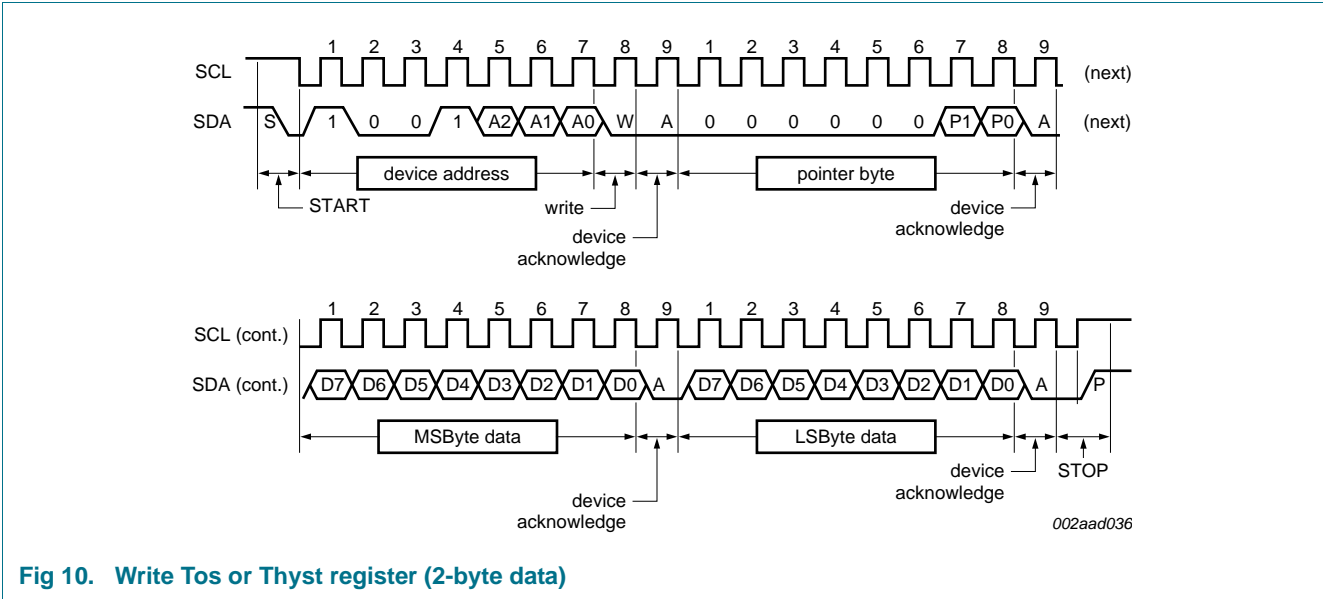 1 2 3 4 5 6 7 8 9 1 2 3 4 5 6 7 8 9
SCL (next)
SDA S 1 0 0 1 A2 A1 A0 W A 0 0 0 0 0 0 P1 P0 A (next)
device address pointer byte
START write device
device acknowledge
acknowledge
1 2 3 4 5 6 7 8 9 1 2 3 4 5 6 7 8 9
SCL (cont.)
SDA (cont.) D7 D6 D5 D4 D3 D2 D1 D0 A D7 D6 D5 D4 D3 D2 D1 D0 A P
MSByte data LSByte data
device STOP
acknowledge
device
acknowledge
002aad036
Fig 10. Write Tos or Thyst register (2-byte data)